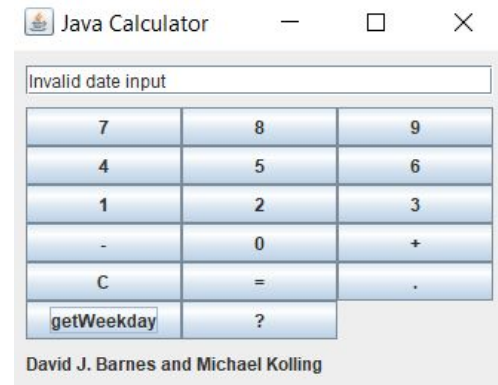 Java Calculator
Invalid date input
7 8 9
4 5 6
1 2 3
- 0 +
C = .
getWeekday ?
David J. Barnes and Michael Kolling